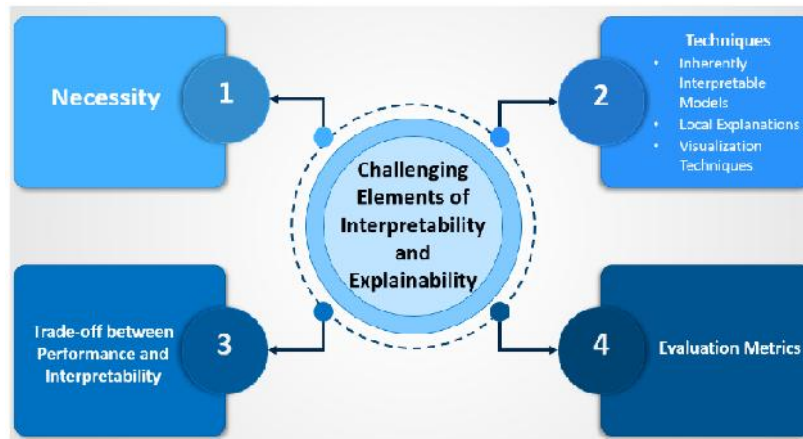 Necessity
1
2
Techniques
• Inherently
Interpretable
Models
• Local Explanations
• Visualization
Techniques
Challenging
Elements of
Interpretability
and
Explainability
Trade-off between
Performance and
Interpretability
3
4
Evaluation Metrics